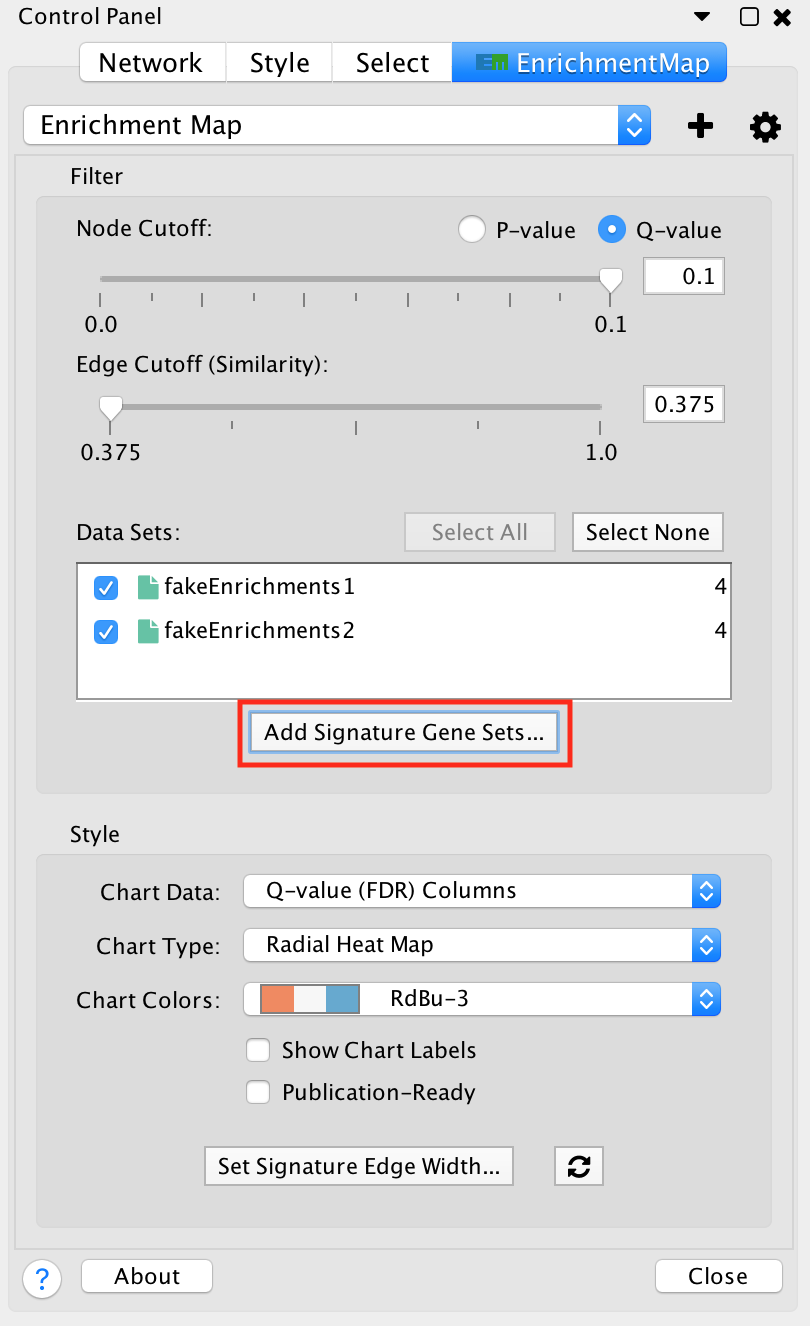 Control Panel
Network Style Select EM EnrichmentMap
Enrichment Map
Filter
Node Cutoff: P-value Q-value
0.1
0.0 0.1
Edge Cutoff (Similarity):
0.375
0.375 1.0
Data Sets: Select All Select None
fakeEnrichments1 4
fakeEnrichments2 4
Add Signature Gene Sets...
Style
Chart Data: Q-value (FDR) Columns
Chart Type: Radial Heat Map
Chart Colors: RdBu-3
Show Chart Labels
Publication-Ready
Set Signature Edge Width...
? About Close